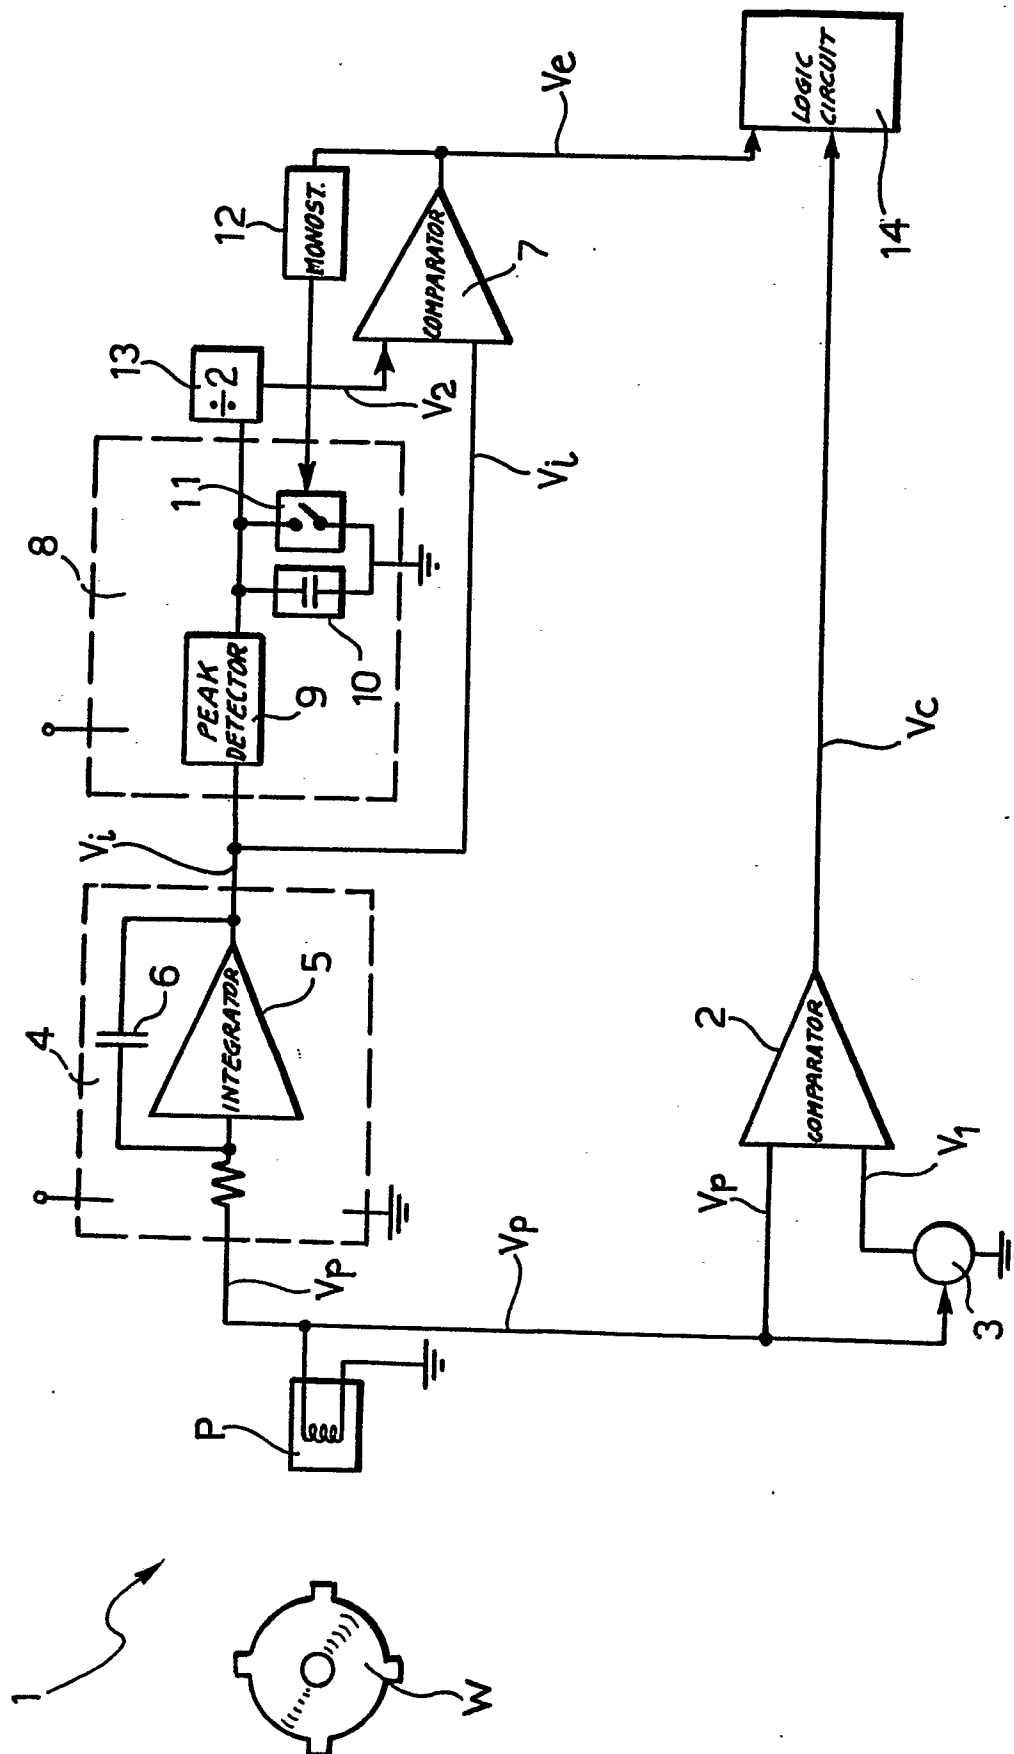 1
W
P
Vp
4
6
INTEGRATOR
5
Vi
8
PEAK
DETECTOR
9
10
11
13
÷2
12
MONOST.
V2
Vi
COMPARATOR
7
Ve
Vp
Vp
3
V1
2
COMPARATOR
Vc
LOGIC
CIRCUIT
14